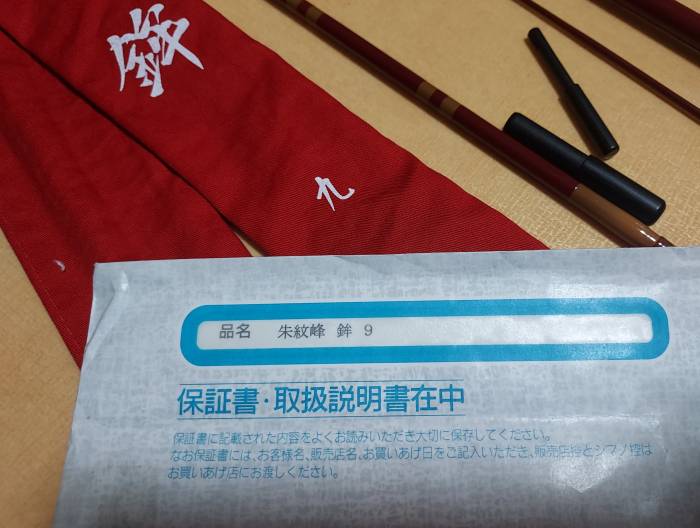 鉾
九
品名 朱紋峰 鉾 9
保証書・取扱説明書在中
保証書に記載された内容をよくお読みいただき大切に保存してください。
なお保証書には、お客様名、販売店名、お買いあげ日をご記入いただき、販売店控とシマノ控は
お買いあげ店にお渡しください。